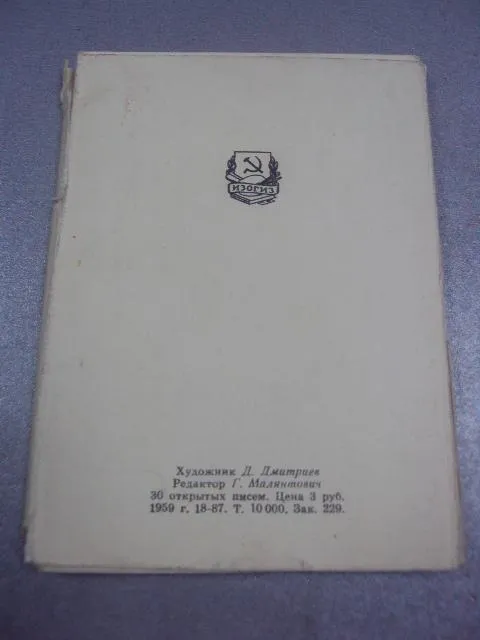 ИЗОГИЗ
Художник Д. Дмитриев
Редактор Г. Малянтович
30 открытых писем. Цена 3 руб.
1959 г. 18-87. Т. 10 000. Зак. 229.